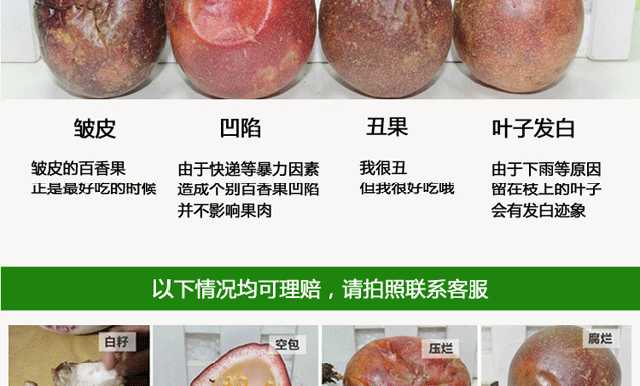 皱皮 凹陷 丑果 叶子发白
皱皮的百香果
正是最好吃的时候
由于快递等暴力因素
造成个别百香果凹陷
并不影响果肉
我很丑
但我很好吃哦
由于下雨等原因
留在枝上的叶子
会有发白迹象
以下情况均可理赔，请拍照联系客服
白籽 空包 压烂 腐烂